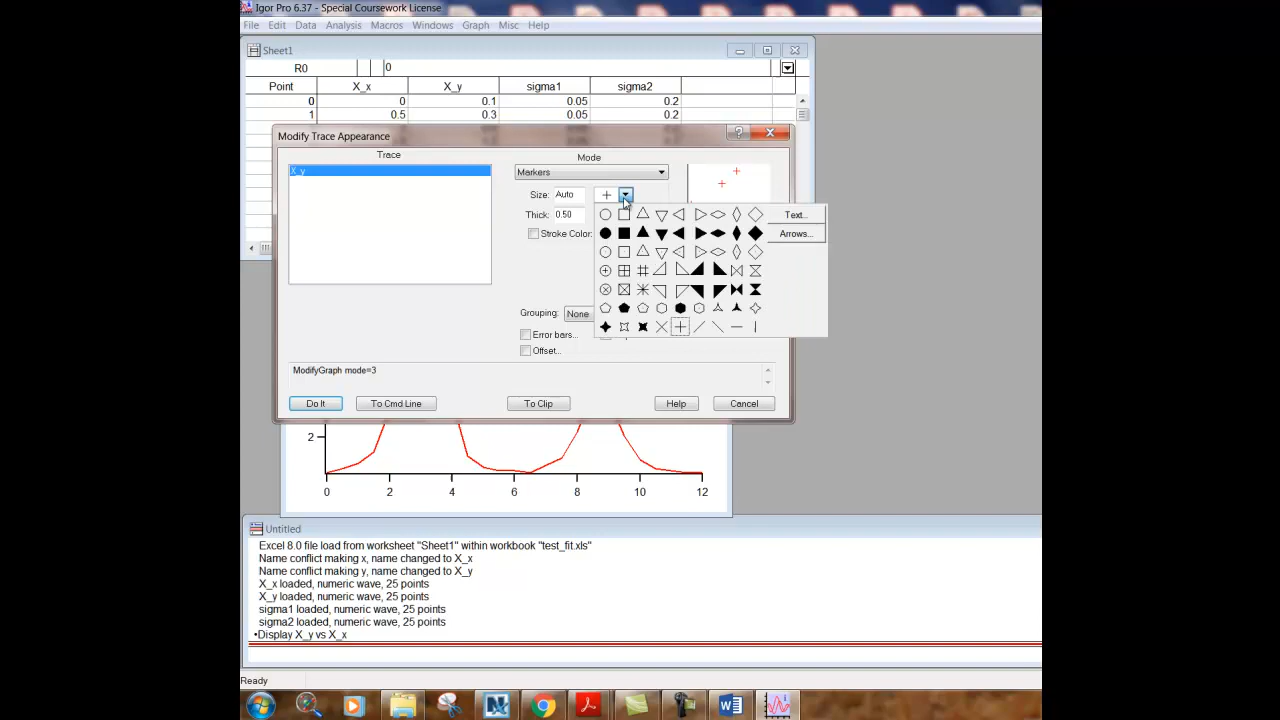 Igor Pro 6.37 - Special Coursework License
File Edit Data Analysis Macros Windows Graph Misc Help
Sheet1
R0 0
Point X_x X_y sigma1 sigma2
0 0 0.1 0.05 0.2
1 0.5 0.3 0.05 0.2
Modify Trace Appearance
Trace Mode
X_y
Markers
Size: Auto
Thick: 0.50
Stroke Color:
Text...
Arrows...
Grouping: None
Error bars...
Offset...
ModifyGraph mode=3
Do It To Cmd Line To Clip Help Cancel
2
0 2 4 6 8 10 12
Untitled
Excel 8.0 file load from worksheet "Sheet1" within workbook "test_fit.xls"
Name conflict making x, name changed to X_x
Name conflict making y, name changed to X_y
X_x loaded, numeric wave, 25 points
X_y loaded, numeric wave, 25 points
sigma1 loaded, numeric wave, 25 points
sigma2 loaded, numeric wave, 25 points
•Display X_y vs X_x
Ready